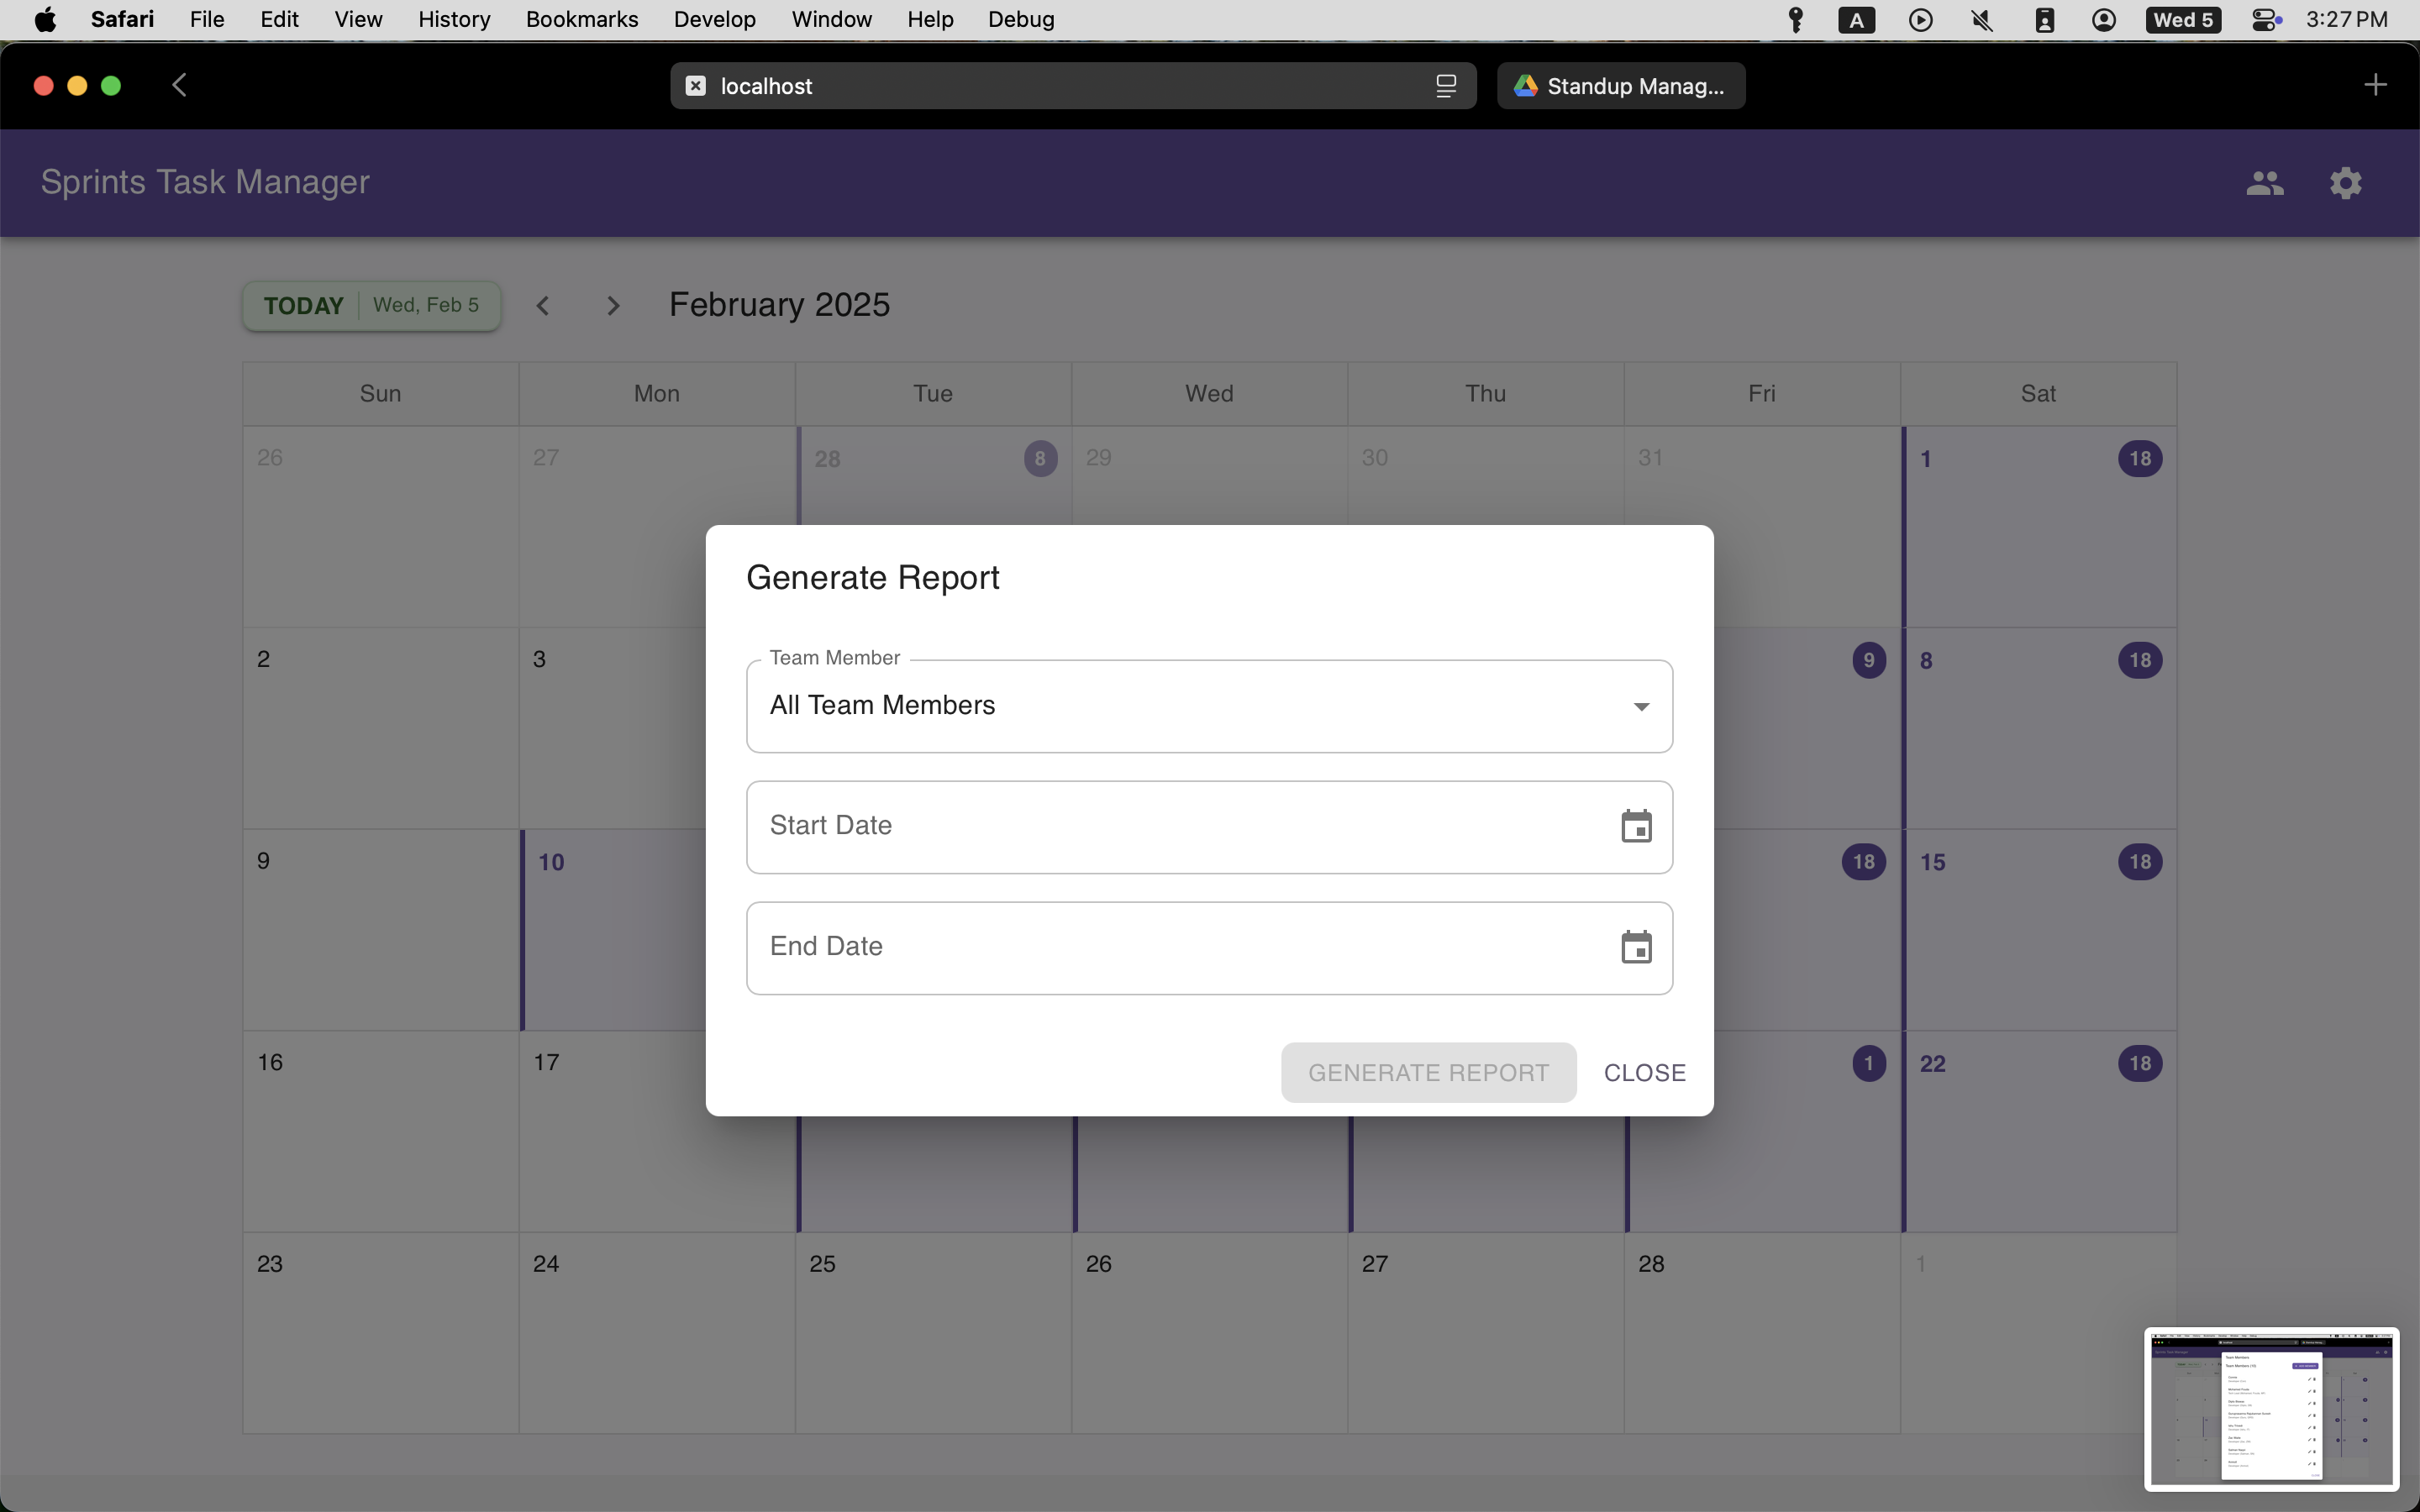 Safari File Edit View History Bookmarks Develop Window Help Debug A Wed 5 3:27 PM
localhost Standup Manag...
Sprints Task Manager
TODAY Wed, Feb 5 February 2025
Sun Mon Tue Wed Thu Fri Sat
26 27 28 8 29 30 31 1 18
Generate Report
2 3 9 8 18
Team Member
All Team Members
Start Date
9 10 18 15 18
End Date
16 17 1 22 18
GENERATE REPORT CLOSE
23 24 25 26 27 28 1